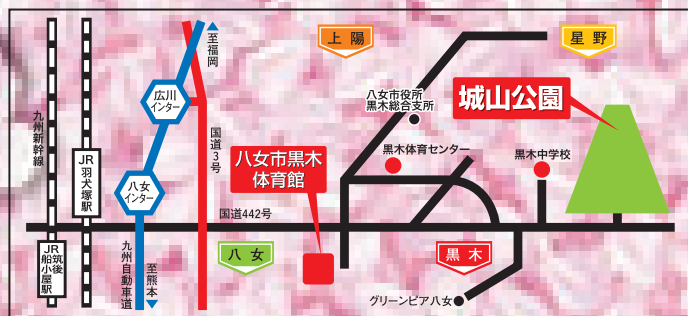 至福岡
上陽
星野
広川
インター
九州新幹線
八女市役所
黒木総合支所
城山公園
国道3号
JR
羽犬塚駅
八女市黒木
体育館
黒木体育センター
黒木中学校
八女
インター
国道442号
JR
筑後
船小屋駅
九州自動車道
至熊本
八女
黒木
グリーンピア八女